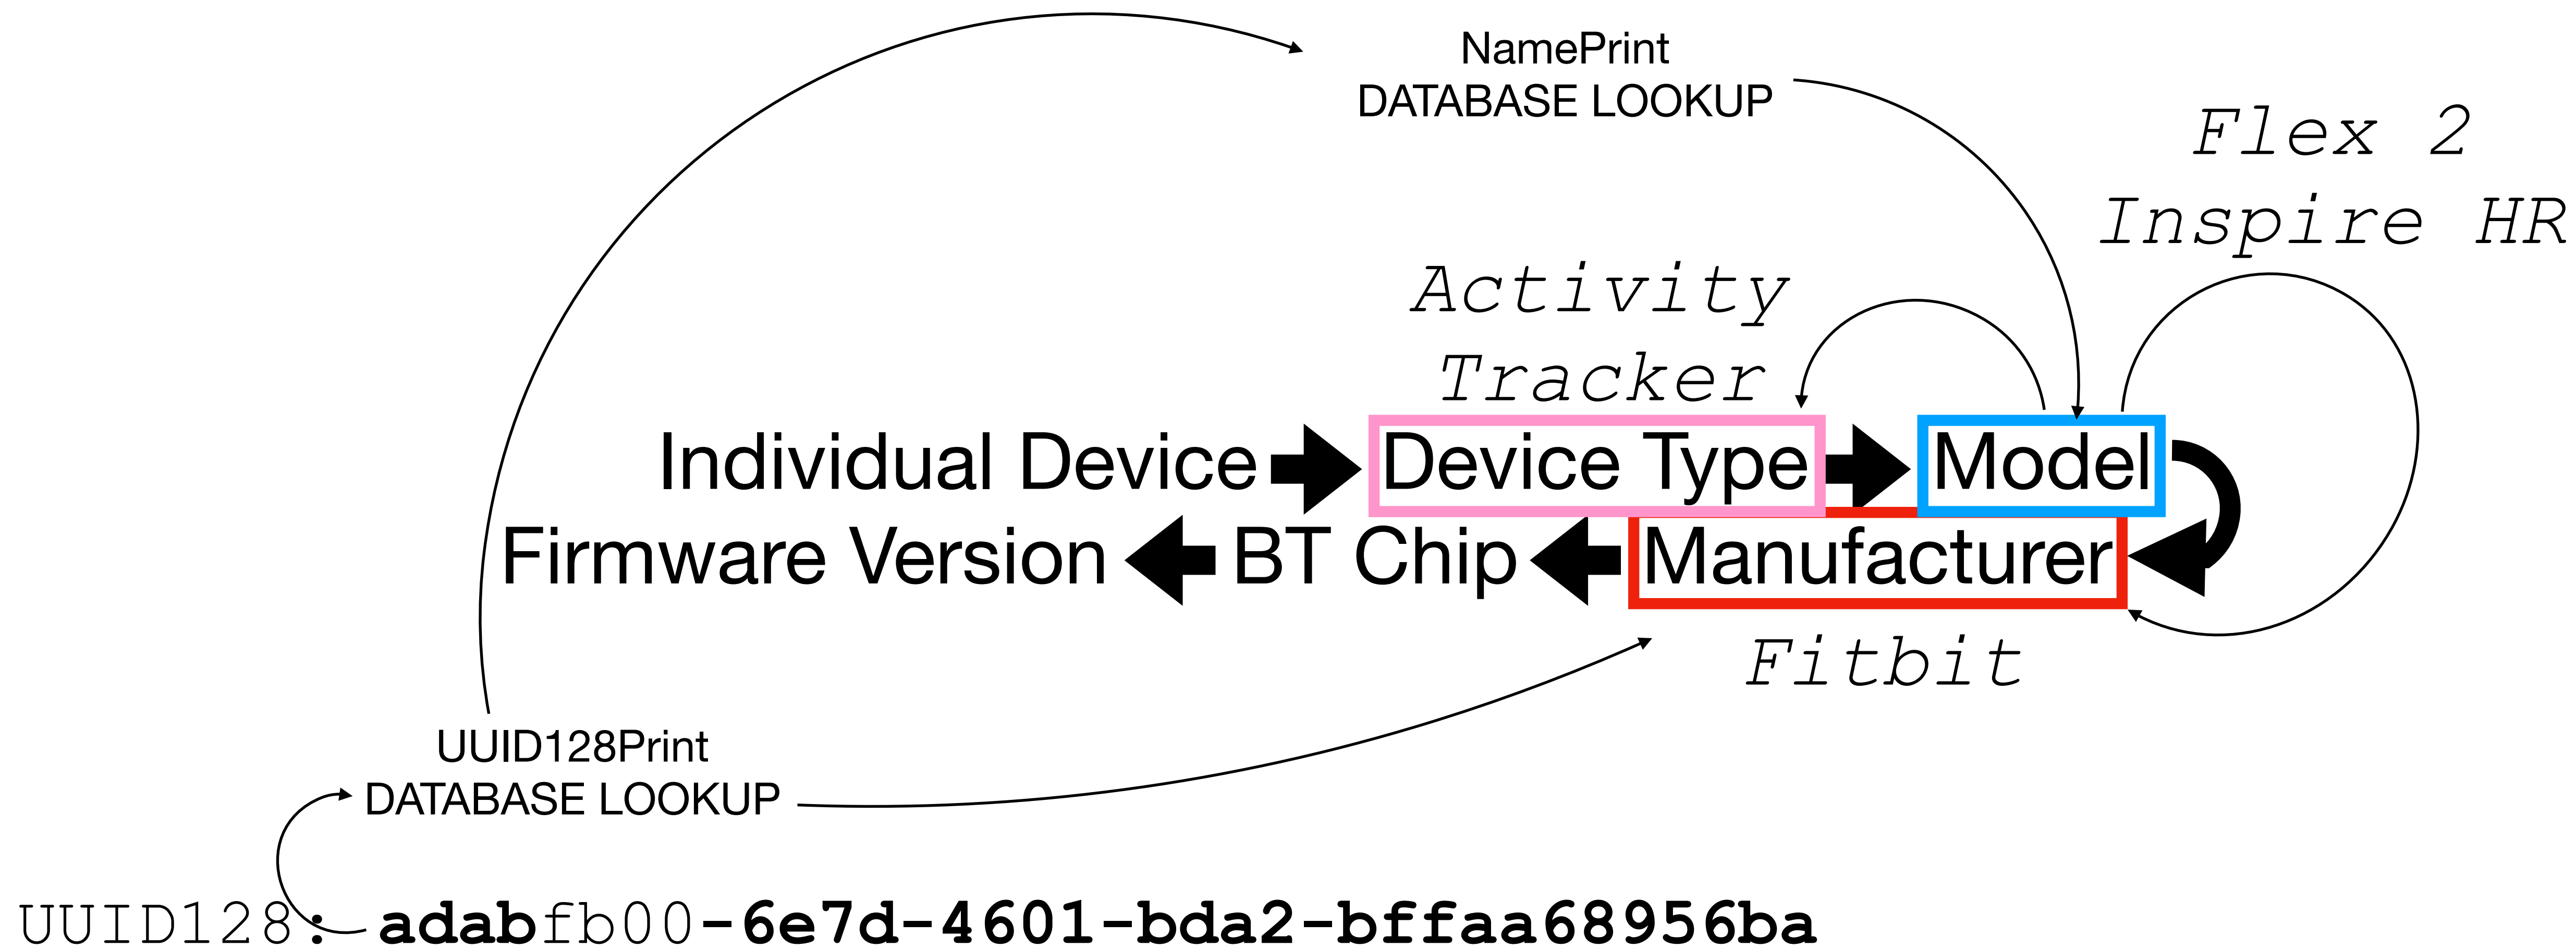 NamePrint
DATABASE LOOKUP
Flex 2
Inspire HR
Activity
Tracker
Individual Device Device Type Model
Firmware Version BT Chip Manufacturer
Fitbit
UUID128Print
DATABASE LOOKUP
UUID128: adabfb00-6e7d-4601-bda2-bffaa68956ba